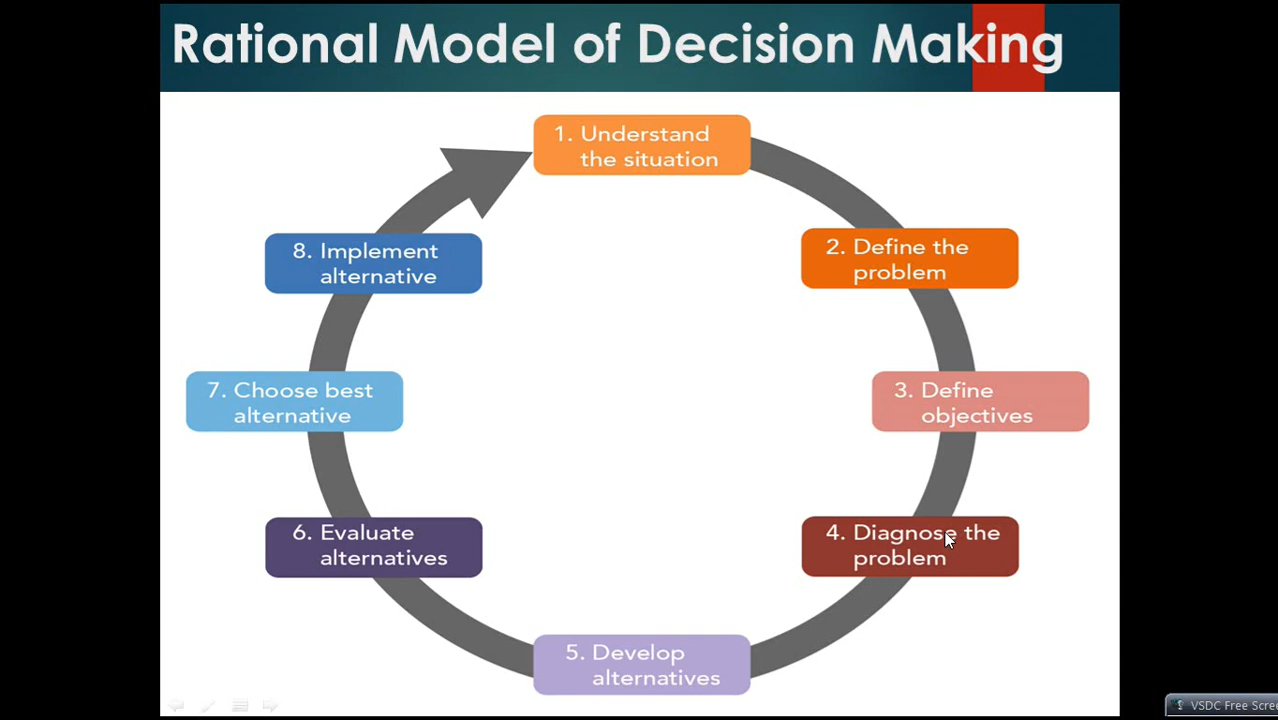 Rational Model of Decision Making
1. Understand
the situation
2. Define the
problem
3. Define
objectives
4. Diagnose the
problem
5. Develop
alternatives
6. Evaluate
alternatives
7. Choose best
alternative
8. Implement
alternative
VSDC Free